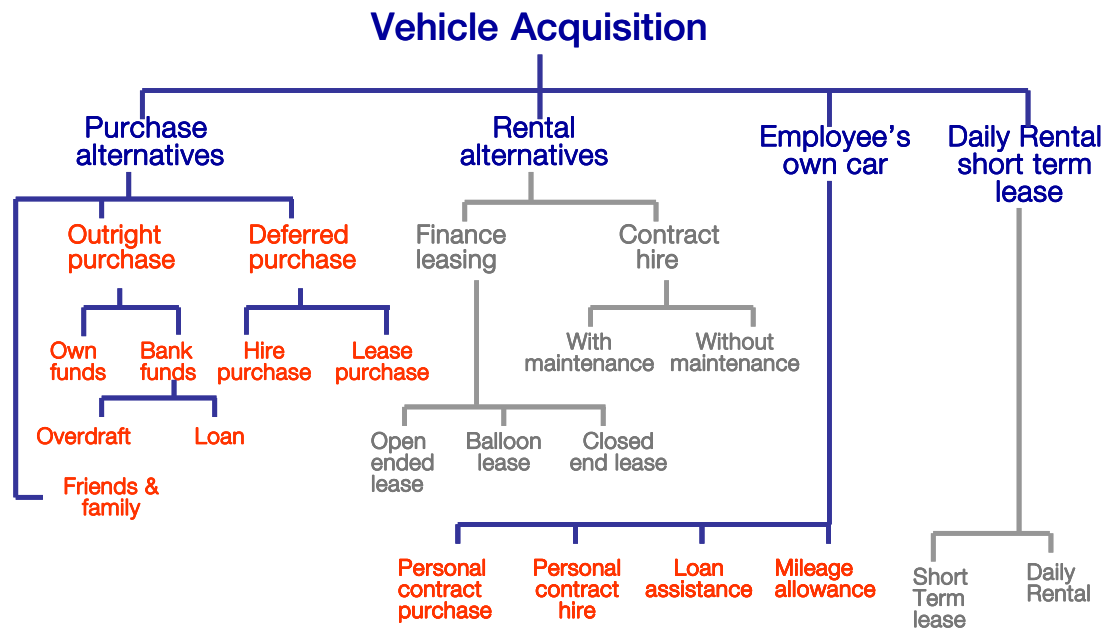 Vehicle Acquisition
Purchase
alternatives
Rental
alternatives
Employee's
own car
Daily Rental
short term
lease
Outright
purchase
Deferred
purchase
Finance
leasing
Contract
hire
Own
funds
Bank
funds
Hire
purchase
Lease
purchase
With
maintenance
Without
maintenance
Overdraft
Loan
Open
ended
lease
Balloon
lease
Closed
end lease
Friends &
family
Personal
contract
purchase
Personal
contract
hire
Loan
assistance
Mileage
allowance
Short
Term
lease
Daily
Rental